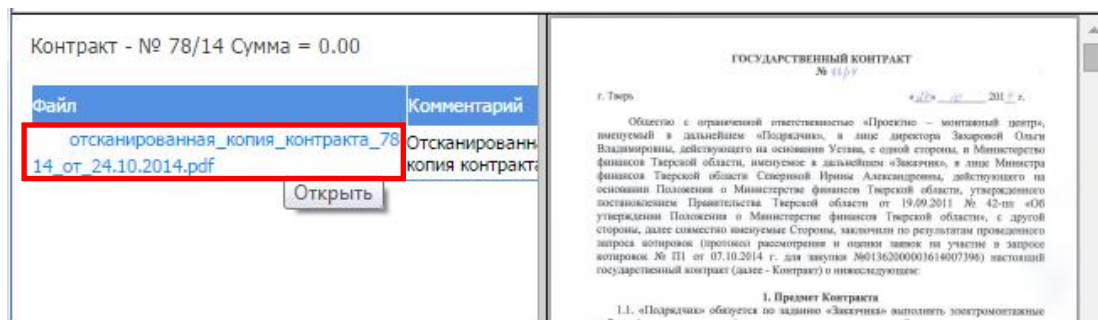 Контракт - № 78/14 Сумма = 0.00
Файл
Комментарий
отсканированная_копия_контракта_78
14_от_24.10.2014.pdf
Отсканированн
копия контракта
Открыть
ГОСУДАРСТВЕННЫЙ КОНТРАКТ
№ 78/14
г. Тверь
201 г.
Общество с ограниченной ответственностью «Проектно – монтажный центр»,
именуемый в дальнейшем «Подрядчик», в лице директора Захаровой Ольги
Владимировны, действующего на основании Устава, с одной стороны, и Министерство
финансов Тверской области, именуемое в дальнейшем «Заказчик», в лице Министра
финансов Тверской области Севериной Ирины Александровны, действующего на
основании Положения о Министерстве финансов Тверской области, утвержденного
постановлением Правительства Тверской области от 19.09.2011 № 42-пп «Об
утверждении Положения о Министерстве финансов Тверской области», с другой
стороны, далее совместно именуемые Стороны, заключили по результатам проведенного
запроса котировок (протокол рассмотрения и оценки заявок на участие в запросе
котировок № П1 от 07.10.2014 г. для закупки №0136200003614007396) настоящий
государственный контракт (далее - Контракт) о нижеследующем:
1. Предмет Контракта
1.1. «Подрядчик» обязуется по заданию «Заказчика» выполнить электромонтажные